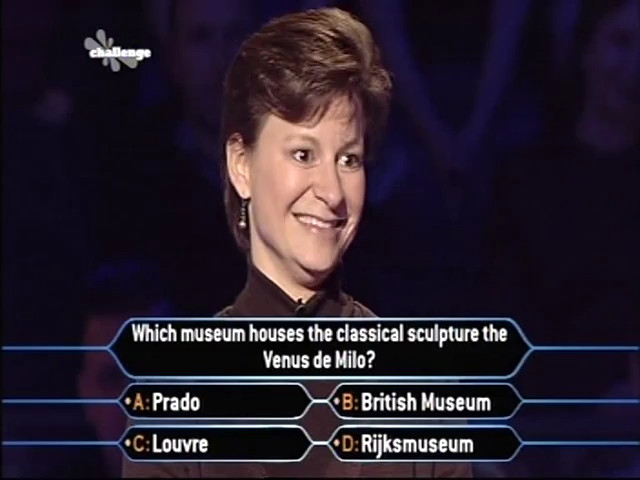 challenge
Which museum houses the classical sculpture the
Venus de Milo?
A: Prado
B: British Museum
C: Louvre
D: Rijksmuseum